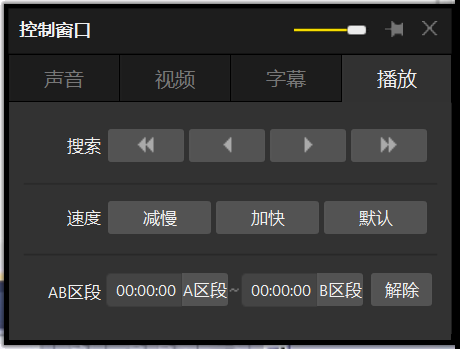 控制窗口
声音 视频 字幕 播放
搜索
速度 减慢 加快 默认
AB区段 00:00:00 A区段 ~ 00:00:00 B区段 解除